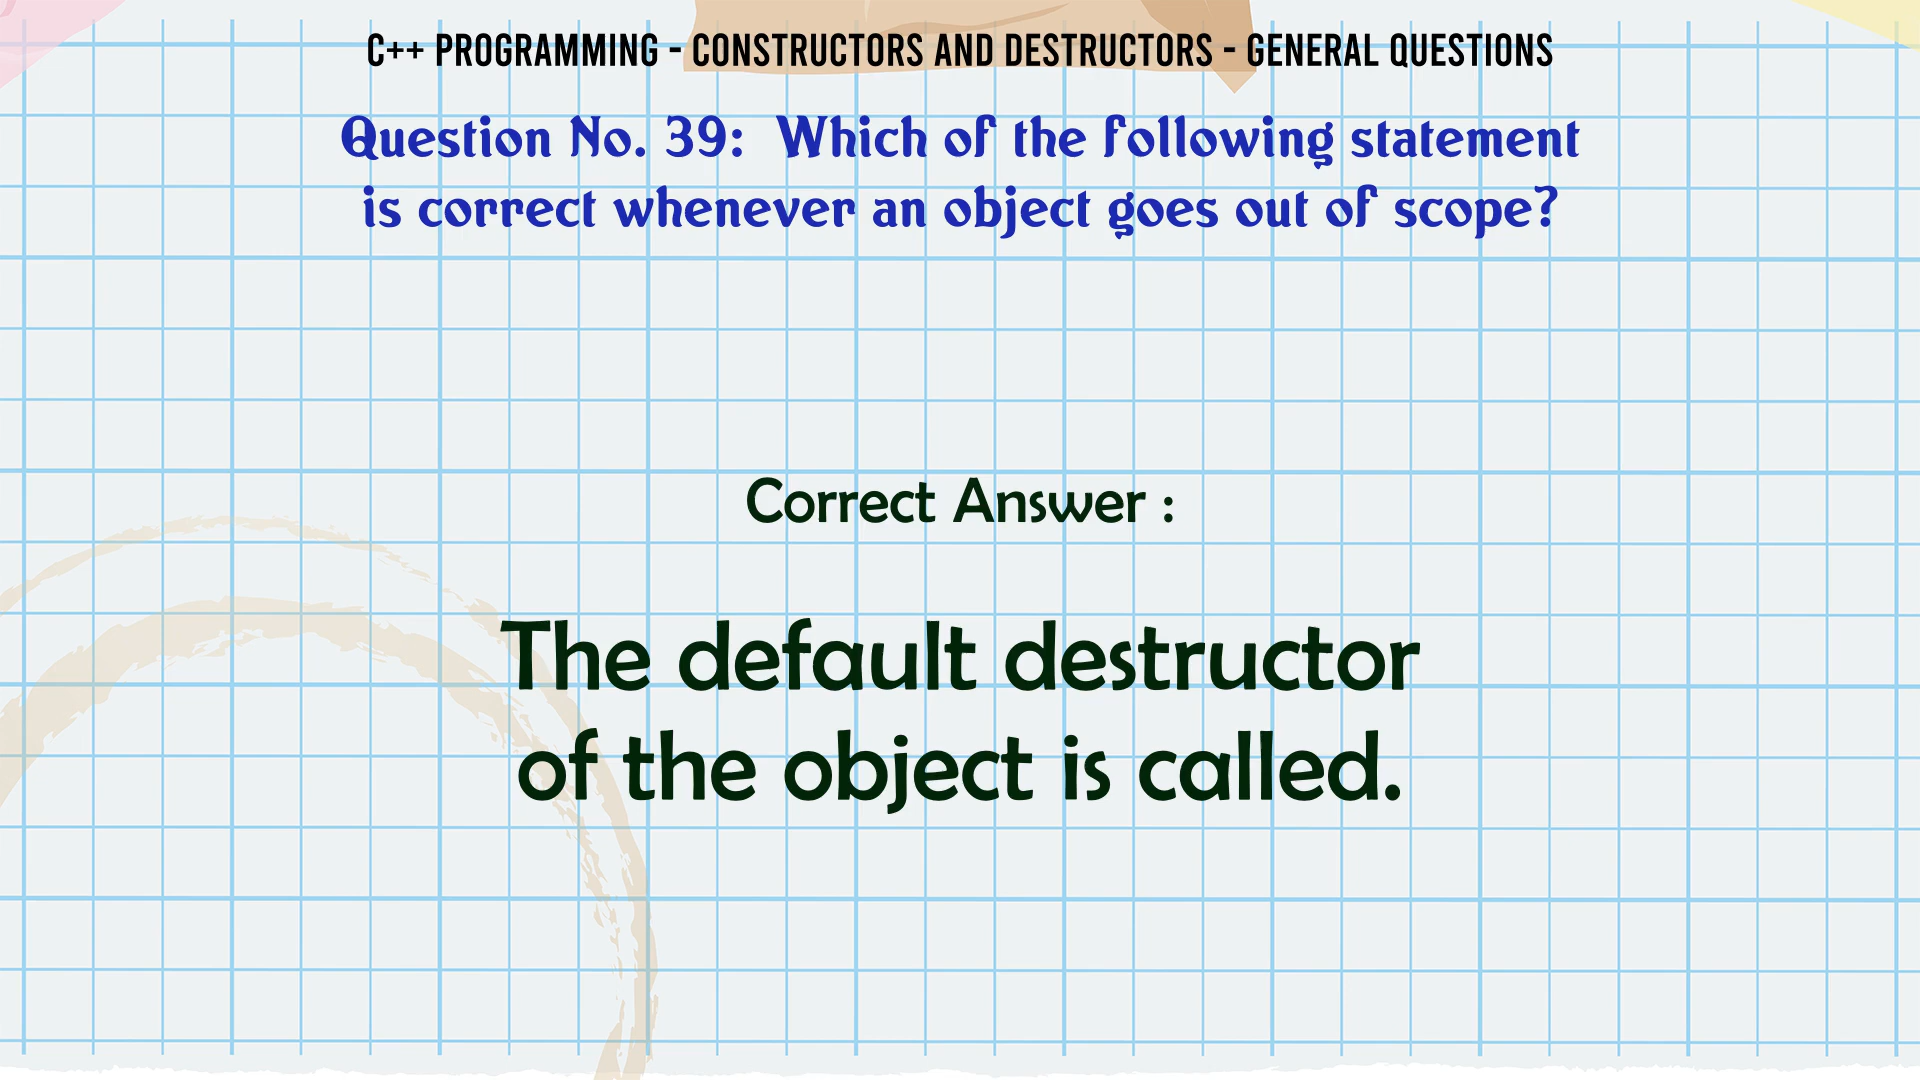 C++ PROGRAMMING - CONSTRUCTORS AND DESTRUCTORS - GENERAL QUESTIONS
Question No. 39:  Which of the following statement
is correct whenever an object goes out of scope?
Correct Answer :
The default destructor
of the object is called.